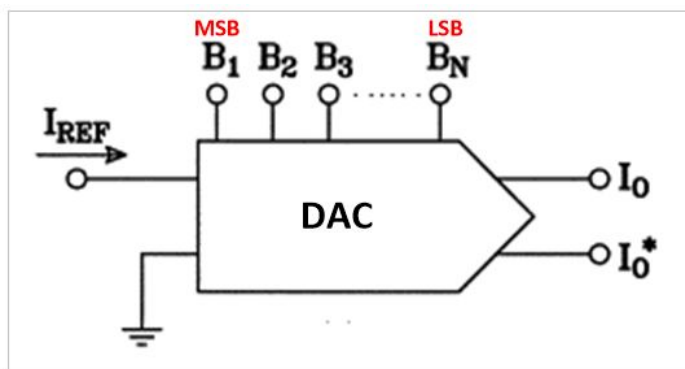 MSB LSB
B1 B2 B3 ...... BN
IREF
DAC
I0
I0*